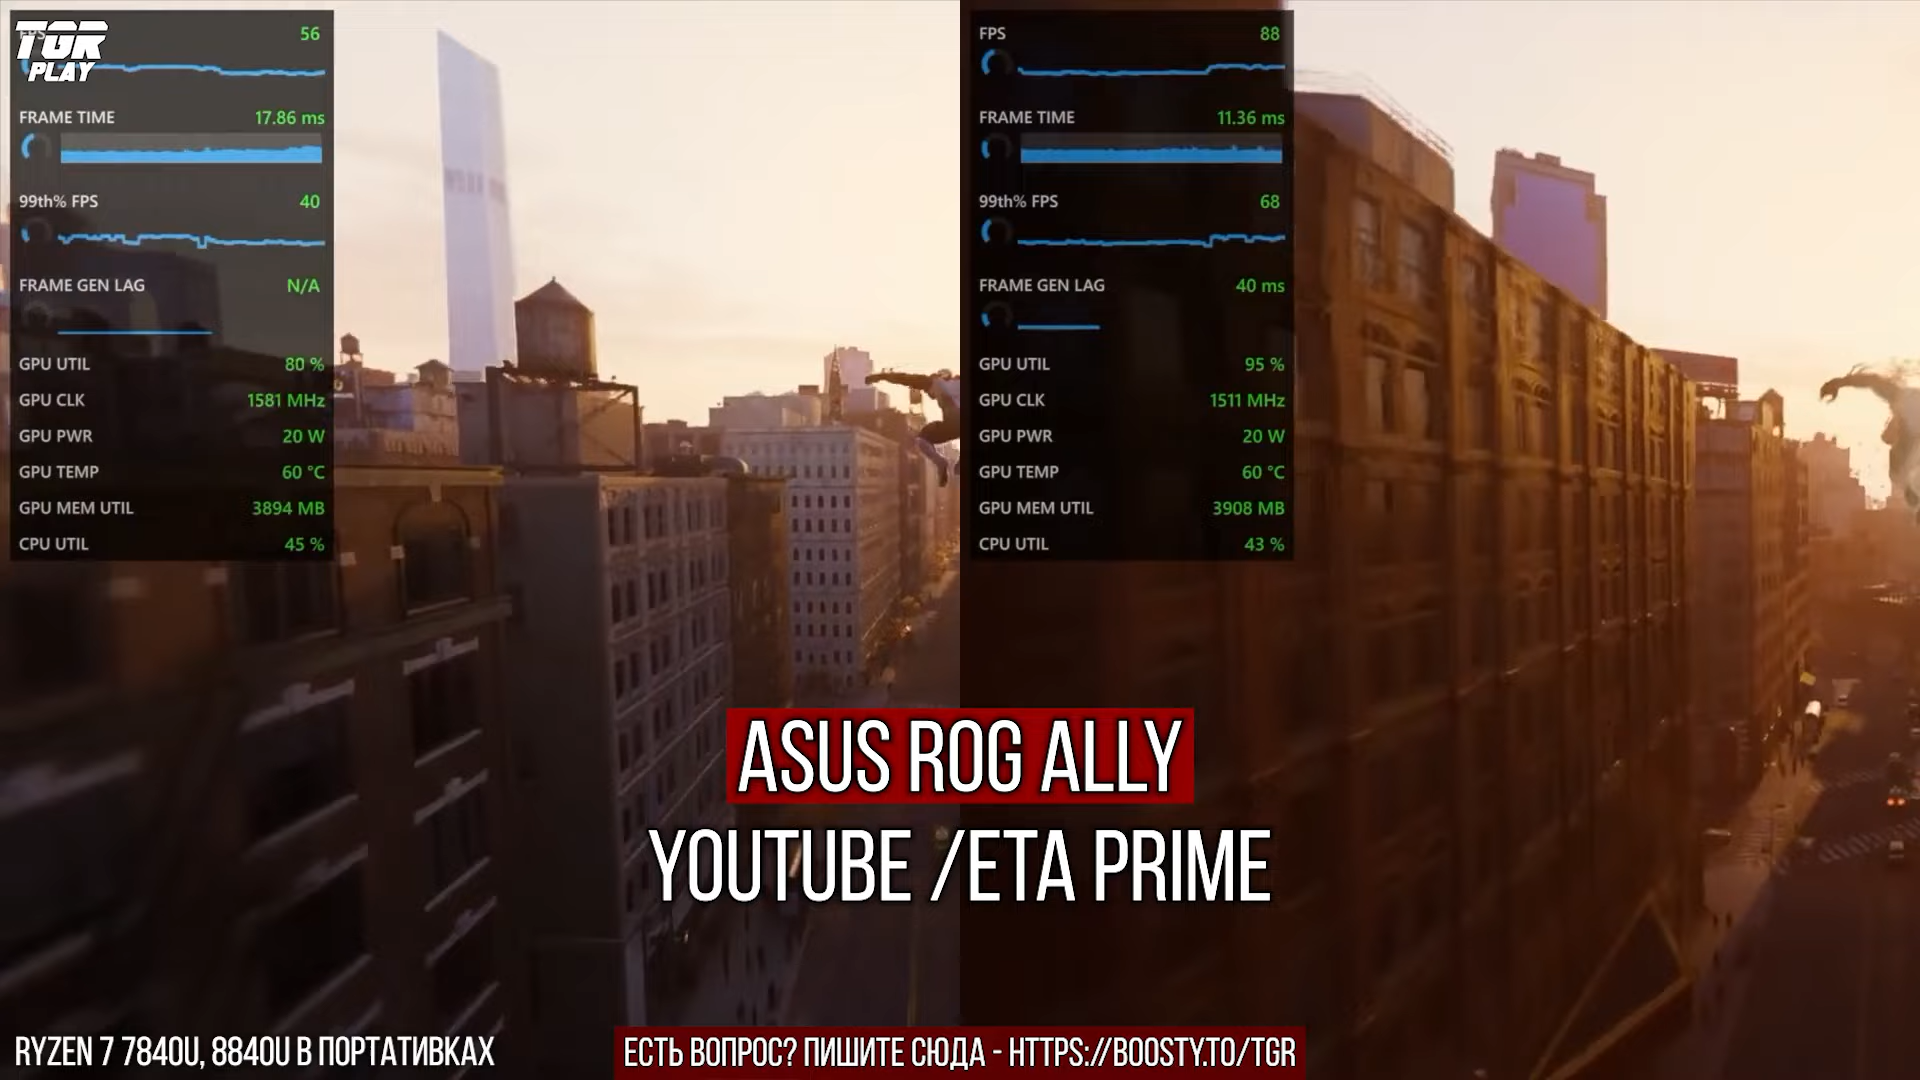 TGR
PLAY
FPS 56
FRAME TIME 17.86 ms
99th% FPS 40
FRAME GEN LAG N/A
GPU UTIL 80 %
GPU CLK 1581 MHz
GPU PWR 20 W
GPU TEMP 60 °C
GPU MEM UTIL 3894 MB
CPU UTIL 45 %
FPS 88
FRAME TIME 11.36 ms
99th% FPS 68
FRAME GEN LAG 40 ms
GPU UTIL 95 %
GPU CLK 1511 MHz
GPU PWR 20 W
GPU TEMP 60 °C
GPU MEM UTIL 3908 MB
CPU UTIL 43 %
ASUS ROG ALLY
YOUTUBE /ETA PRIME
RYZEN 7 7840U, 8840U В ПОРТАТИВКАХ
ЕСТЬ ВОПРОС? ПИШИТЕ СЮДА - HTTPS://BOOSTY.TO/TGR